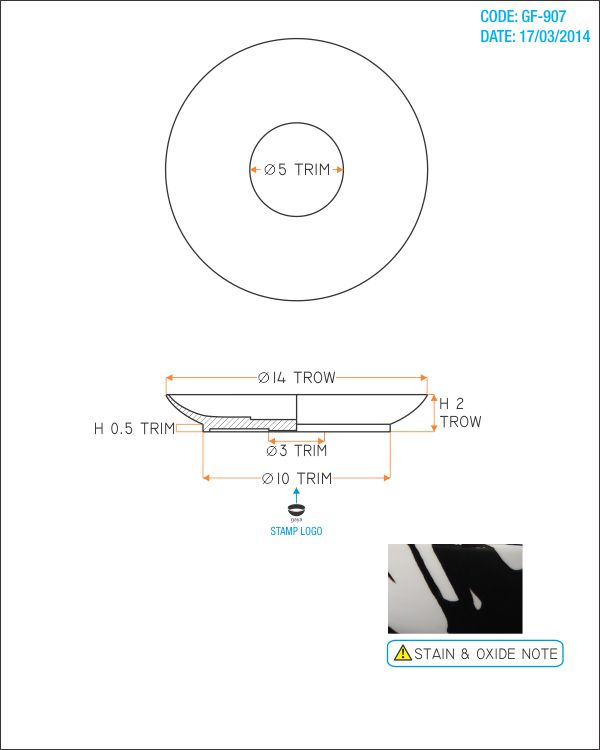 CODE: GF-907
DATE: 17/03/2014
∅5 TRIM
∅14 TROW
H 2
TROW
H 0.5 TRIM
∅3 TRIM
∅10 TRIM
gaya
STAMP LOGO
STAIN & OXIDE NOTE